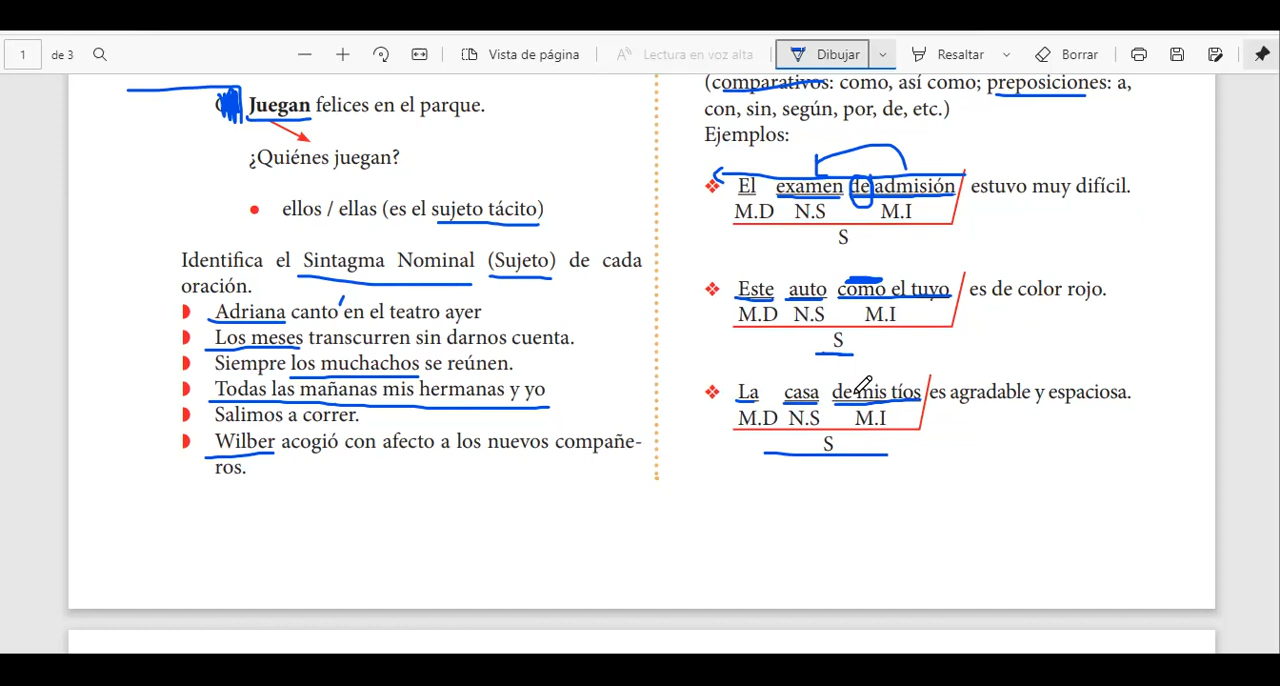 1 de 3 Vista de página Lectura en voz alta Dibujar Resaltar Borrar
Juegan felices en el parque.
¿Quiénes juegan?
ellos / ellas (es el sujeto tácito)
Identifica el Sintagma Nominal (Sujeto) de cada
oración.
Adriana canto en el teatro ayer
Los meses transcurren sin darnos cuenta.
Siempre los muchachos se reúnen.
Todas las mañanas mis hermanas y yo
Salimos a correr.
Wilber acogió con afecto a los nuevos compañe-
ros.
(comparativos: como, así como; preposiciones: a,
con, sin, según, por, de, etc.)
Ejemplos:
El examen de admisión estuvo muy difícil.
M.D N.S M.I
S
Este auto como el tuyo es de color rojo.
M.D N.S M.I
S
La casa de mis tíos es agradable y espaciosa.
M.D N.S M.I
S